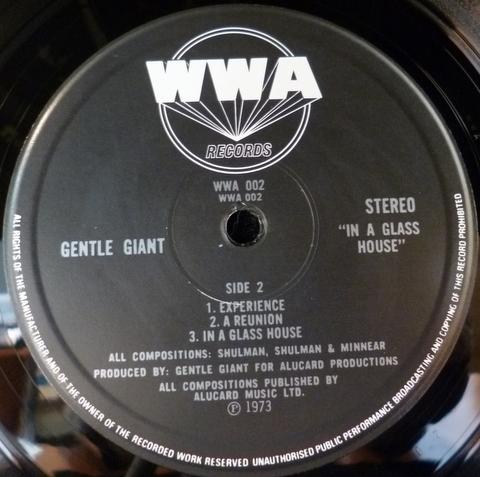 WWA
RECORDS
WWA 002
WWA 002
GENTLE GIANT
STEREO
"IN A GLASS
HOUSE"
SIDE 2
1. EXPERIENCE
2. A REUNION
3. IN A GLASS HOUSE
ALL COMPOSITIONS: SHULMAN, SHULMAN & MINNEAR
PRODUCED BY: GENTLE GIANT FOR ALUCARD PRODUCTIONS
ALL COMPOSITIONS PUBLISHED BY
ALUCARD MUSIC LTD.
℗ 1973
ALL RIGHTS OF THE MANUFACTURER AND OF THE OWNER OF THE RECORDED WORK RESERVED UNAUTHORISED PUBLIC PERFORMANCE BROADCASTING AND COPYING OF THIS RECORD PROHIBITED